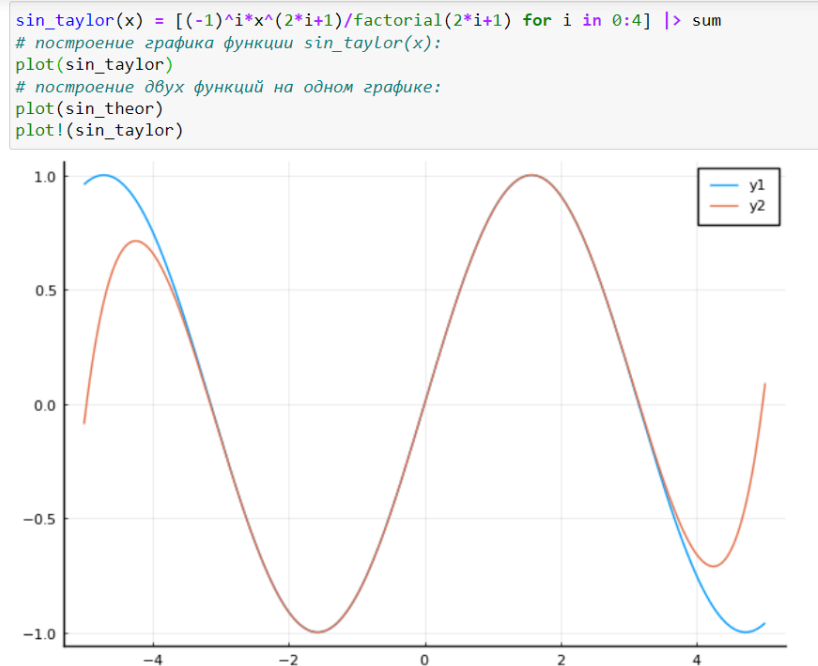 sin_taylor(x) = [(-1)^i*x^(2*i+1)/factorial(2*i+1) for i in 0:4] |> sum
# построение графика функции sin_taylor(x):
plot(sin_taylor)
# построение двух функций на одном графике:
plot(sin_theor)
plot!(sin_taylor)
y1
y2
1.0
0.5
0.0
−0.5
−1.0
−4 −2 0 2 4